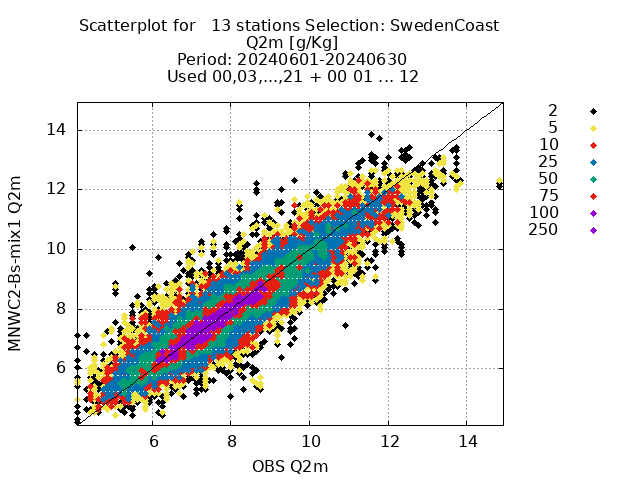 Scatterplot for   13 stations Selection: SwedenCoast
Q2m [g/Kg]
Period: 20240601-20240630
Used 00,03,...,21 + 00 01 ... 12
MNWC2-Bs-mix1 Q2m
14
12
10
8
6
6 8 10 12 14
OBS Q2m
2
5
10
25
50
75
100
250